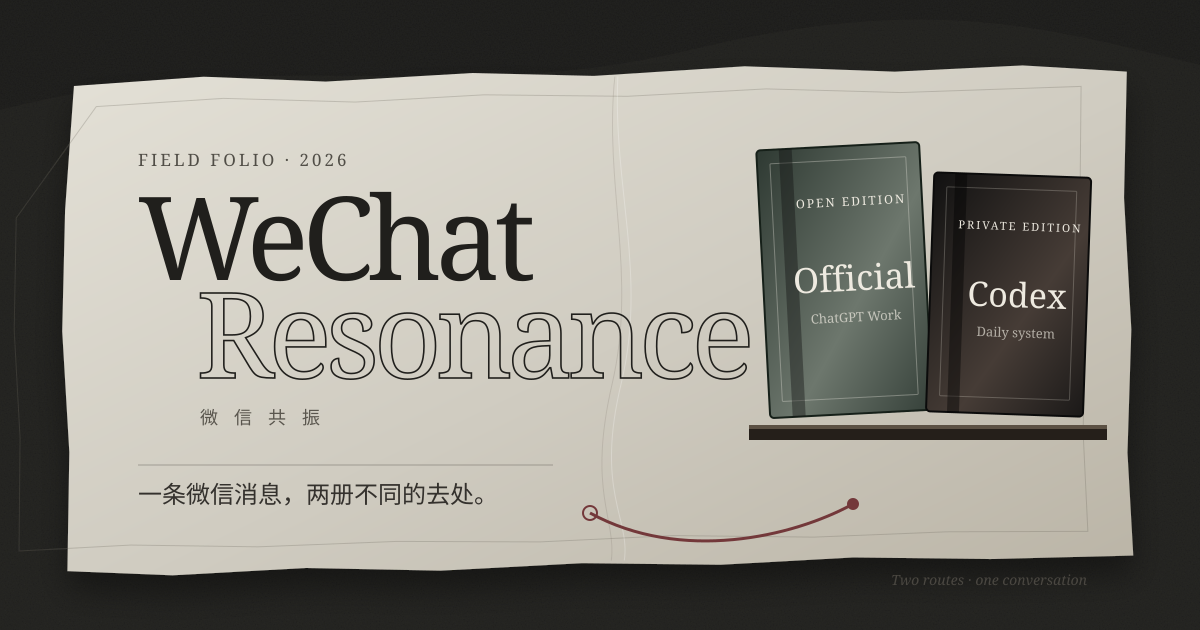 FIELD FOLIO · 2026
WeChat
Resonance
微信共振
一条微信消息，两册不同的去处。
OPEN EDITION
Official
ChatGPT Work
PRIVATE EDITION
Codex
Daily system
Two routes · one conversation